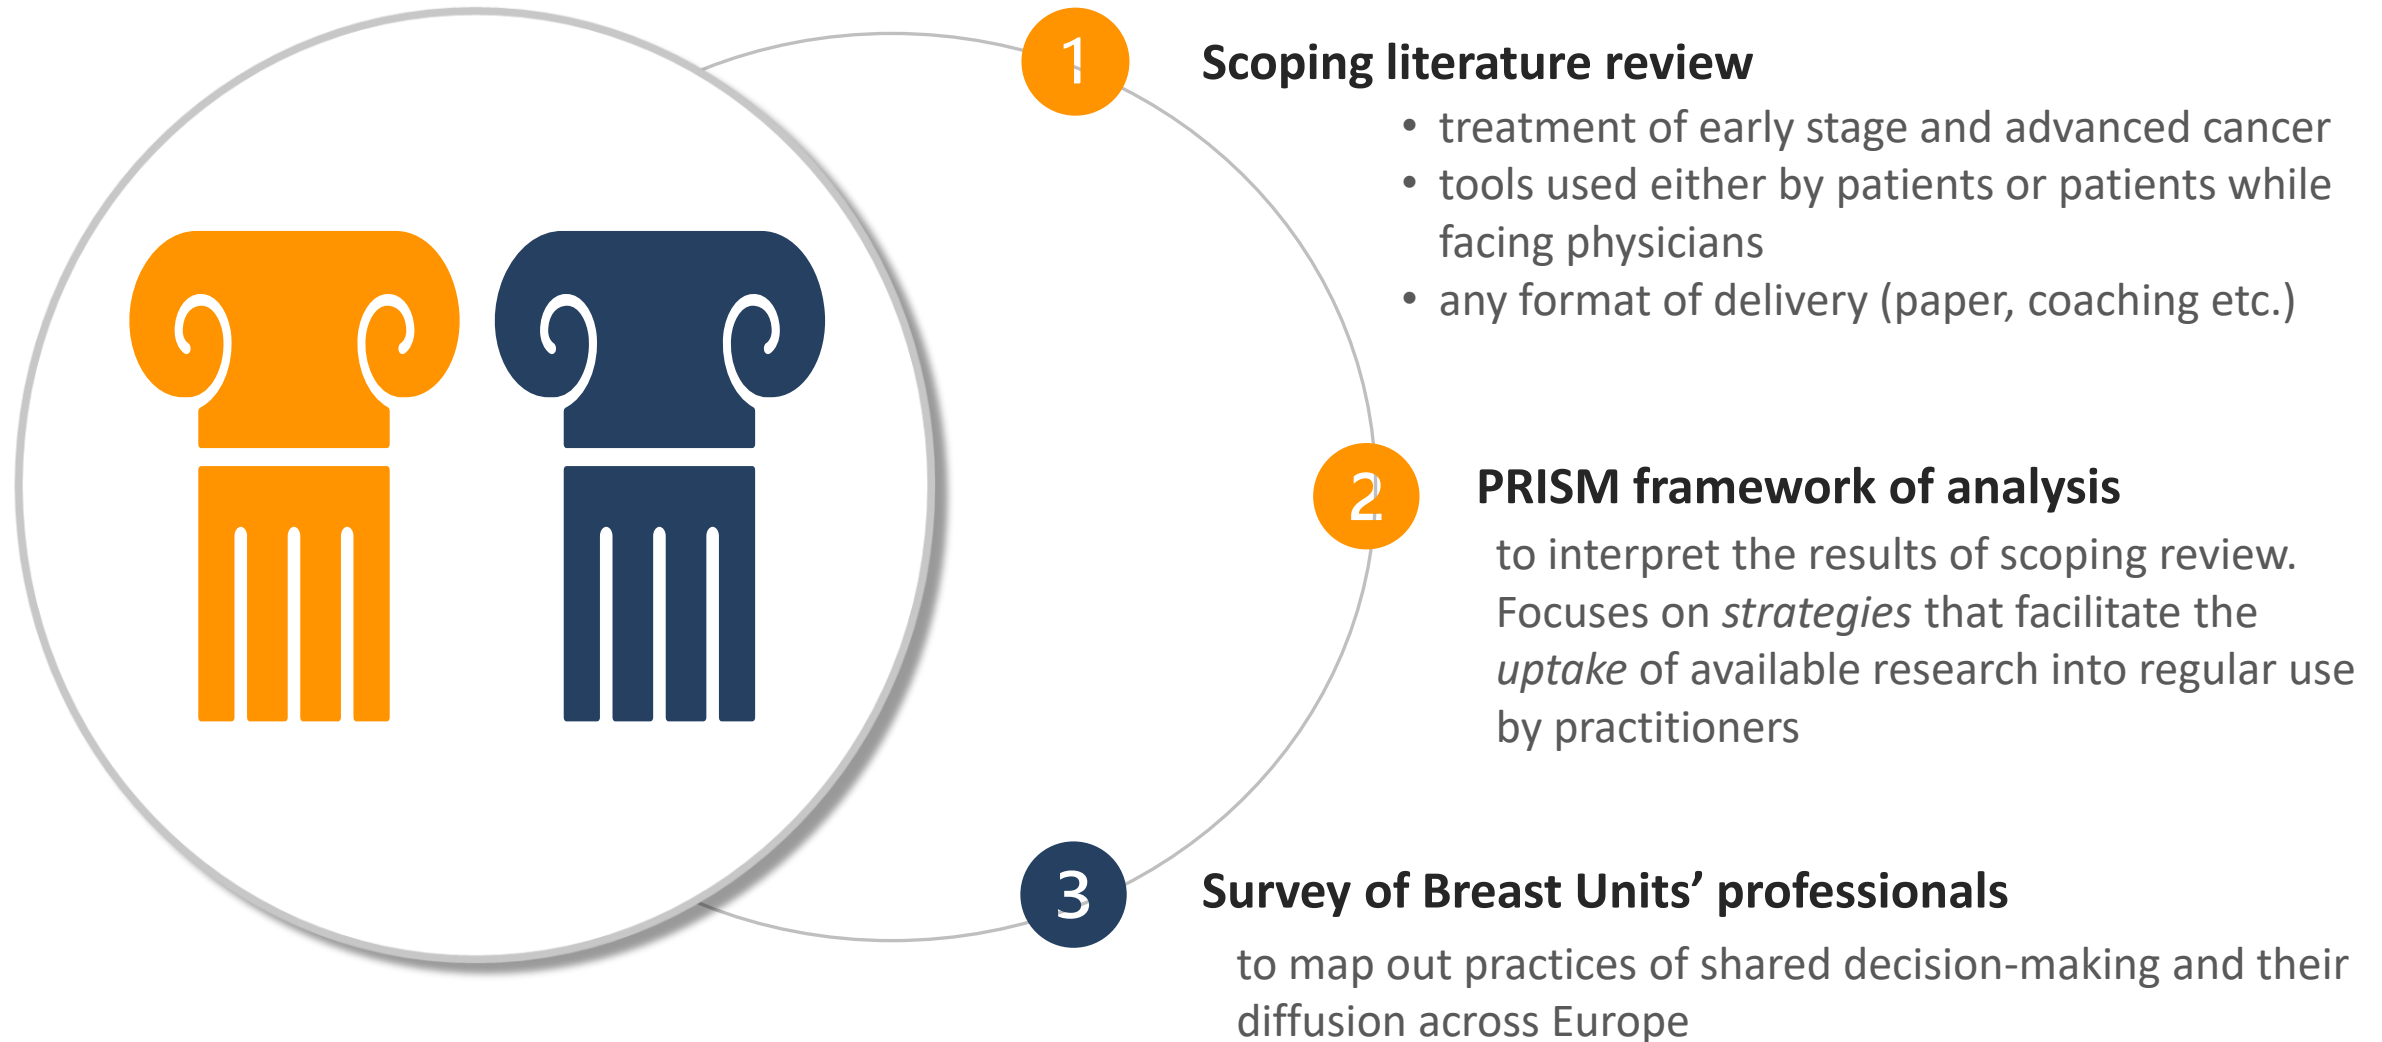 1
Scoping literature review
• treatment of early stage and advanced cancer
• tools used either by patients or patients while
facing physicians
• any format of delivery (paper, coaching etc.)
2.
PRISM framework of analysis
to interpret the results of scoping review.
Focuses on strategies that facilitate the
uptake of available research into regular use
by practitioners
3
Survey of Breast Units’ professionals
to map out practices of shared decision-making and their
diffusion across Europe